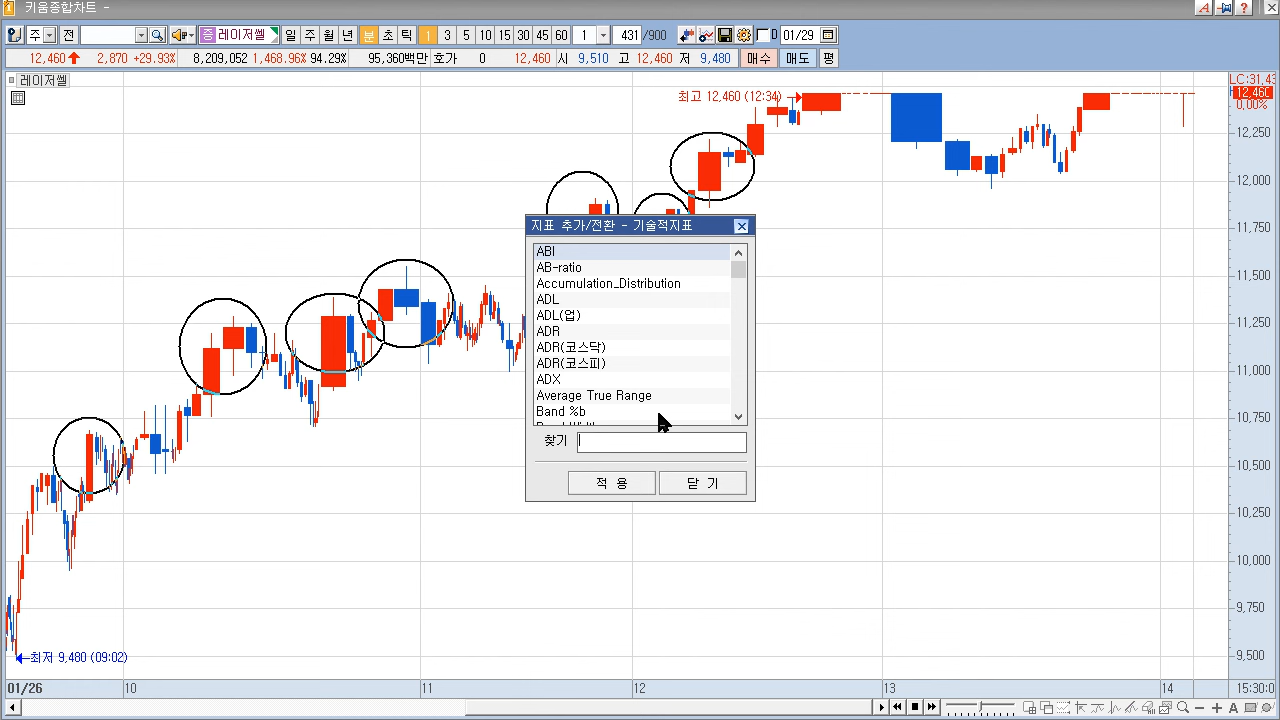 키움종합차트 -
주 전 증 레이저쎌 일 주 월 년 분 초 틱 1 3 5 10 15 30 45 60 1 431 /900 D 01/29
12,460 2,870 +29.93% 8,209,052 1,468.96% 94.29% 95,360백만 호가 0 12,460 시 9,510 고 12,460 저 9,480 매수 매도 평
레이저쎌
LC:31.43
최고 12,460 (12:34)
12,460
0.00%
12,250
12,000
11,750
11,500
11,250
11,000
10,750
10,500
10,250
10,000
9,750
9,500
지표 추가/전환 - 기술적지표
ABI
AB-ratio
Accumulation_Distribution
ADL
ADL(업)
ADR
ADR(코스닥)
ADR(코스피)
ADX
Average True Range
Band %b
찾기
적 용 닫 기
최저 9,480 (09:02)
01/26 10 11 12 13 14 15:30:0
A